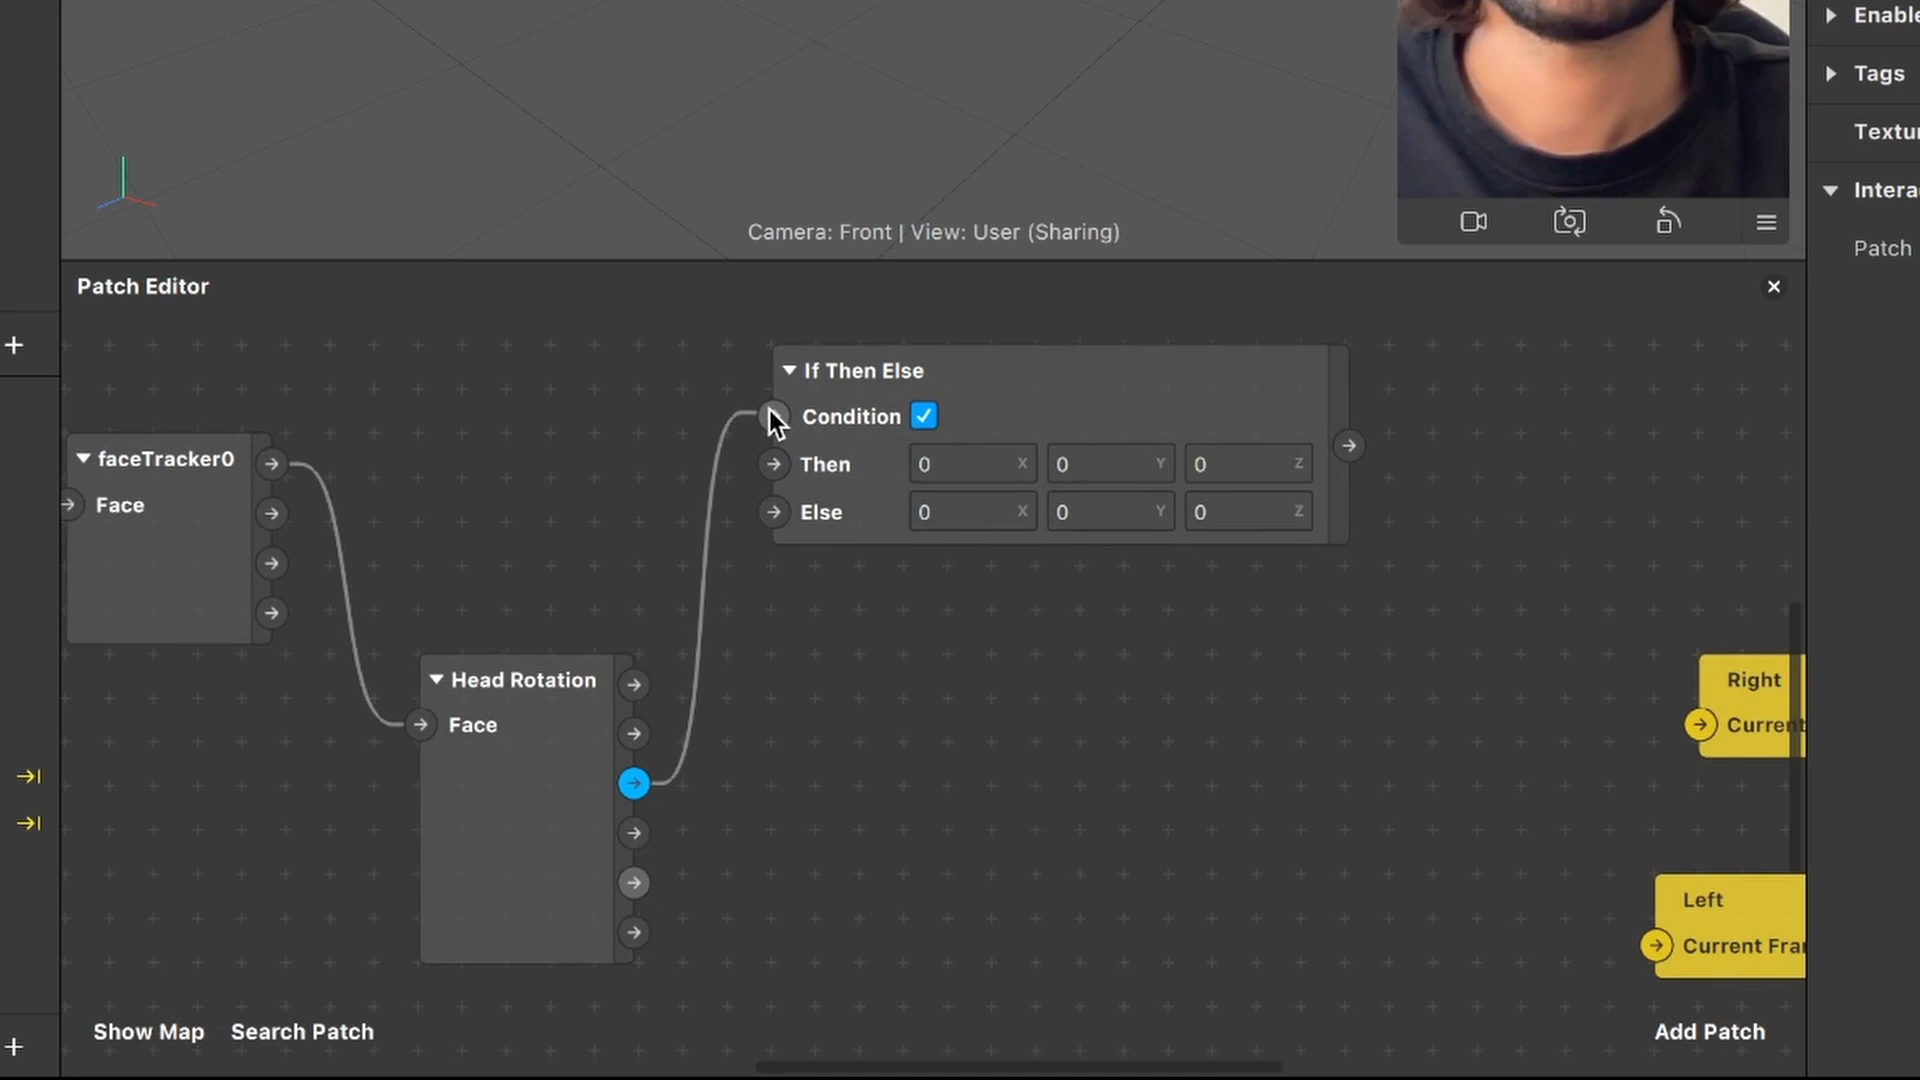 Enable
Tags
Textu
Intera
Patch
Camera: Front | View: User (Sharing)
Patch Editor
If Then Else
Condition
Then 0 X 0 Y 0 Z
Else 0 X 0 Y 0 Z
faceTracker0
Face
Head Rotation
Face
Right
Current
Left
Current Fra
Show Map
Search Patch
Add Patch